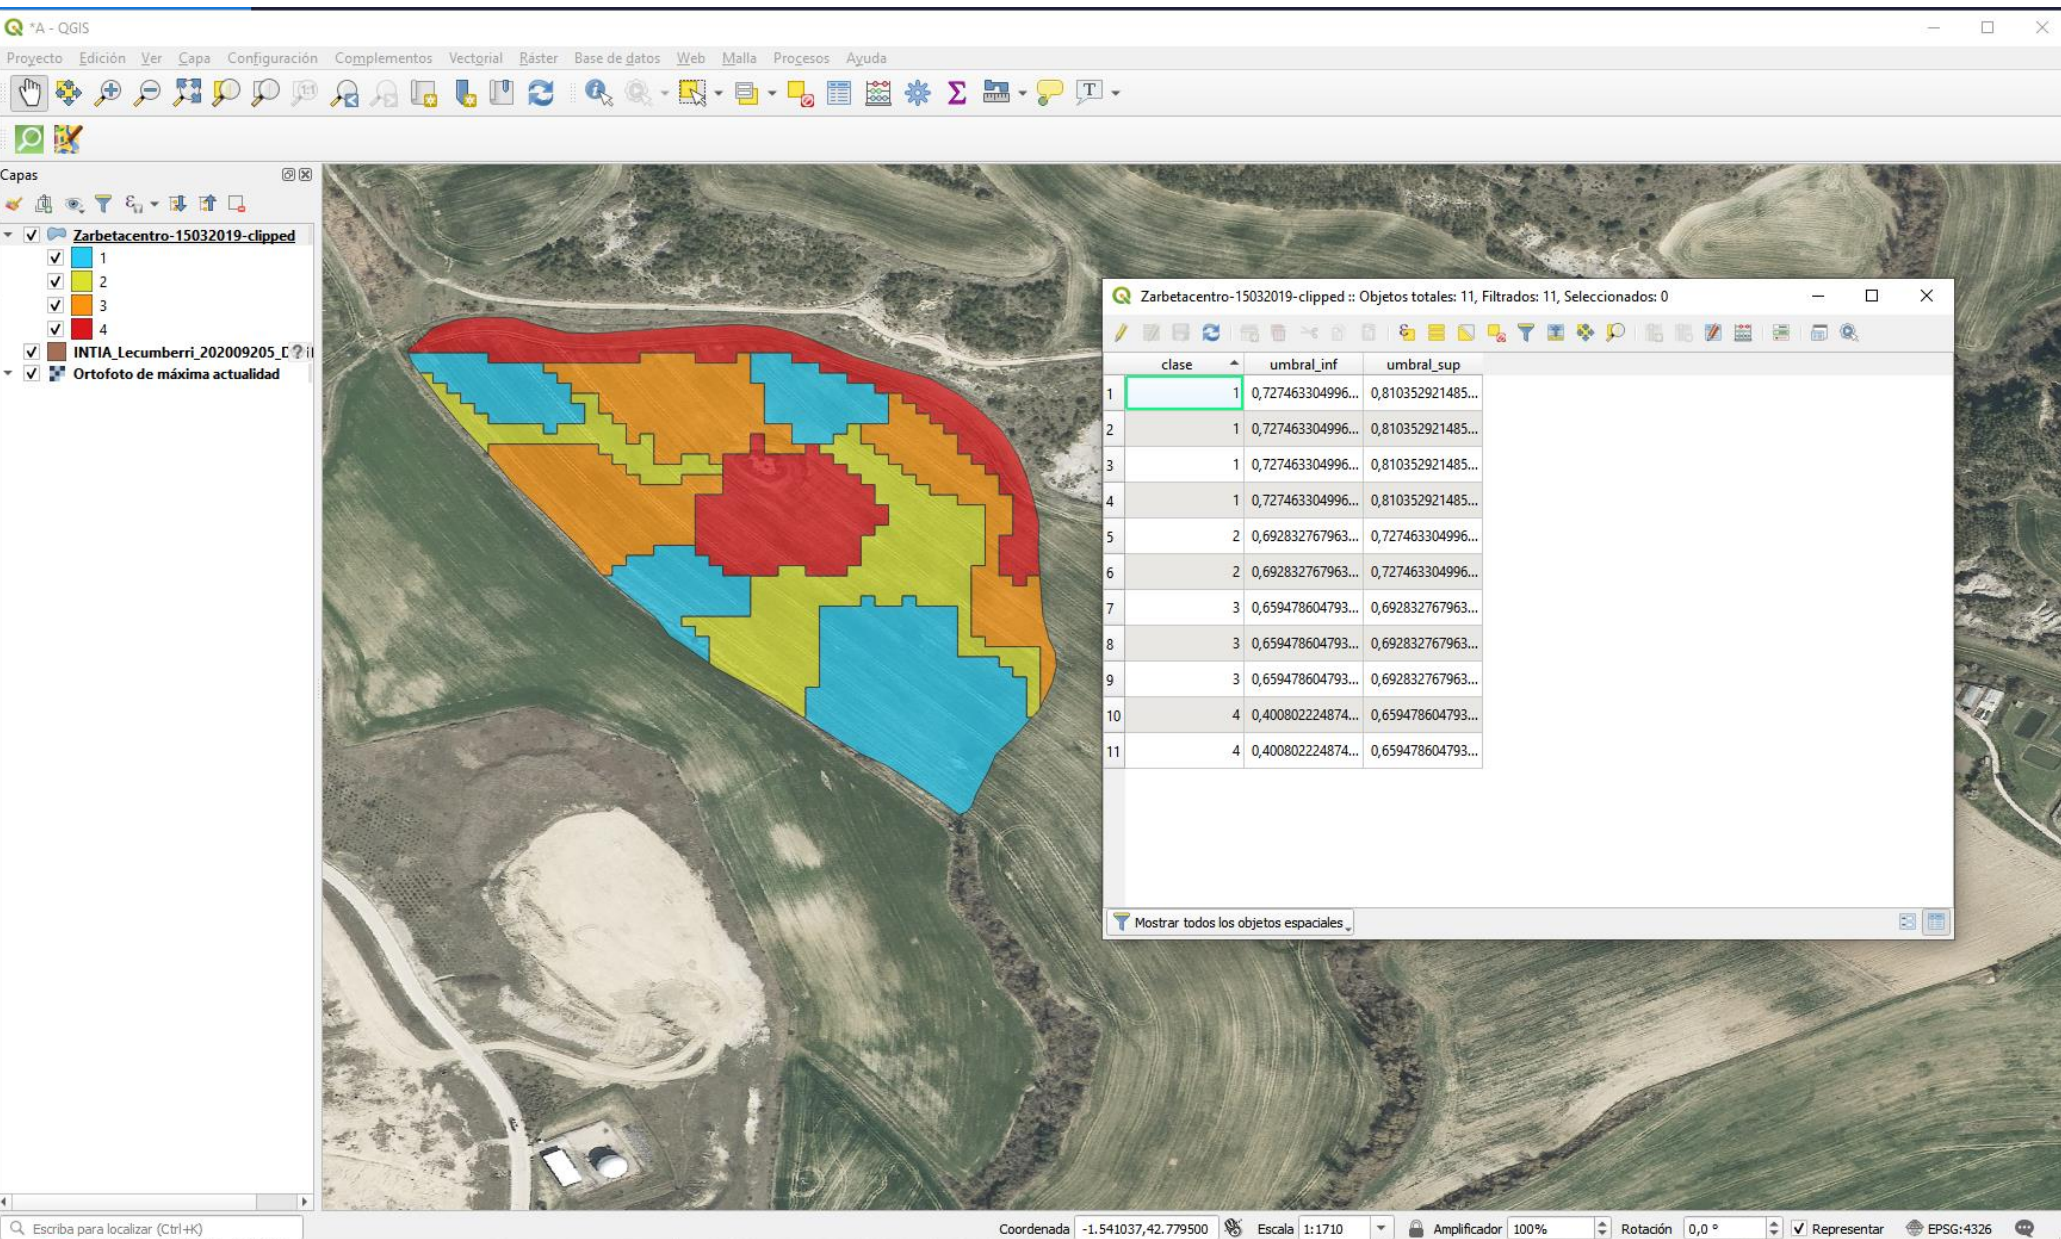 *A - QGIS
Proyecto Edición Ver Capa Configuración Complementos Vectorial Ráster Base de datos Web Malla Procesos Ayuda
Capas
Zarbetacentro-15032019-clipped
1
2
3
4
INTIA_Lecumberri_202009205_
Ortofoto de máxima actualidad
Zarbetacentro-15032019-clipped :: Objetos totales: 11, Filtrados: 11, Seleccionados: 0
clase umbral_inf umbral_sup
1 1 0,727463304996... 0,810352921485...
2 1 0,727463304996... 0,810352921485...
3 1 0,727463304996... 0,810352921485...
4 1 0,727463304996... 0,810352921485...
5 2 0,692832767963... 0,727463304996...
6 2 0,692832767963... 0,727463304996...
7 3 0,659478604793... 0,692832767963...
8 3 0,659478604793... 0,692832767963...
9 3 0,659478604793... 0,692832767963...
10 4 0,400802224874... 0,659478604793...
11 4 0,400802224874... 0,659478604793...
Mostrar todos los objetos espaciales
Escriba para localizar (Ctrl+K) Coordenada -1.541037,42.779500 Escala 1:1710 Amplificador 100% Rotación 0,0 ° Representar EPSG:4326